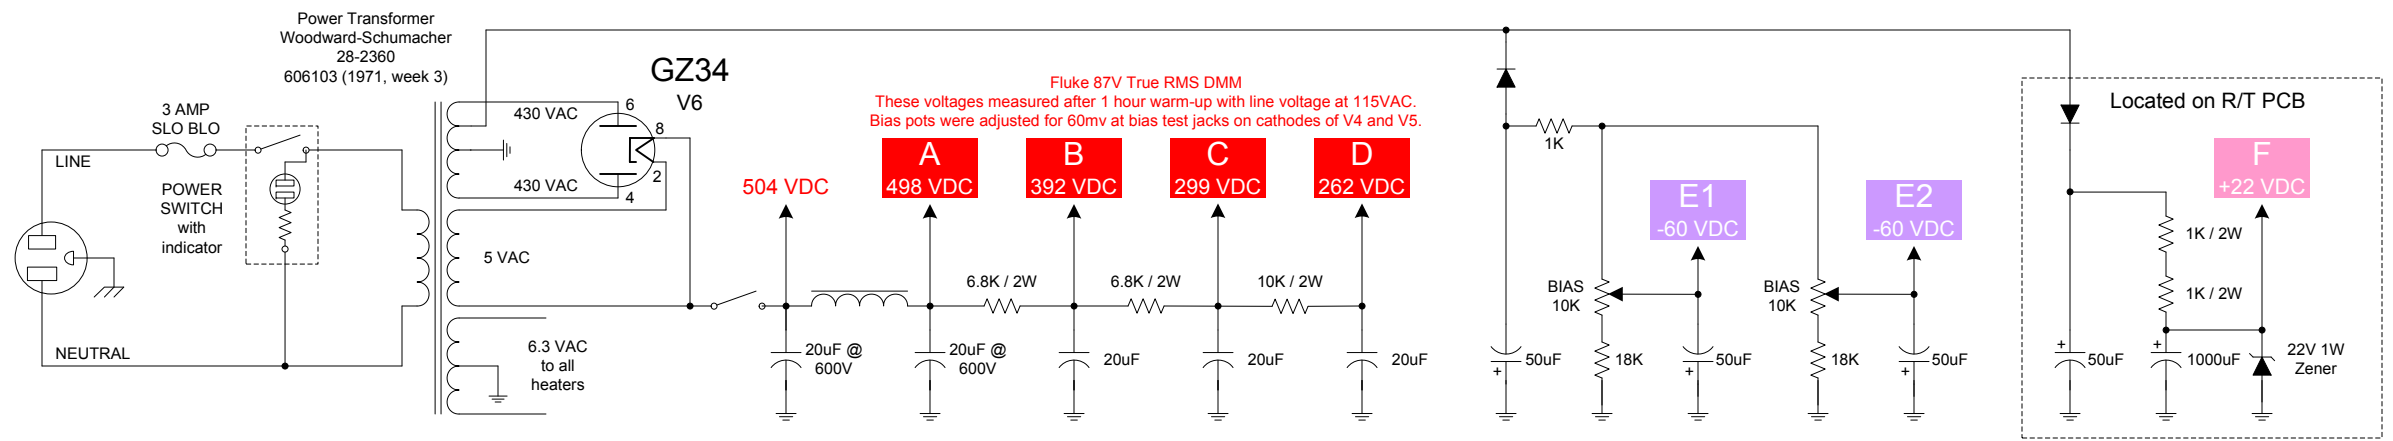 Power Transformer
Woodward-Schumacher
28-2360
606103 (1971, week 3)
3 AMP
SLO BLO
LINE
POWER
SWITCH
with
indicator
NEUTRAL
430 VAC
430 VAC
5 VAC
6.3 VAC
to all
heaters
GZ34
V6
6
8
2
4
Fluke 87V True RMS DMM
These voltages measured after 1 hour warm-up with line voltage at 115VAC.
Bias pots were adjusted for 60mv at bias test jacks on cathodes of V4 and V5.
504 VDC
A
498 VDC
B
392 VDC
C
299 VDC
D
262 VDC
6.8K / 2W
6.8K / 2W
10K / 2W
20uF @
600V
20uF @
600V
20uF
20uF
20uF
1K
E1
-60 VDC
E2
-60 VDC
BIAS
10K
BIAS
10K
+
50uF
18K
+
50uF
18K
+
50uF
Located on R/T PCB
F
+22 VDC
1K / 2W
1K / 2W
+
50uF
+
1000uF
22V 1W
Zener